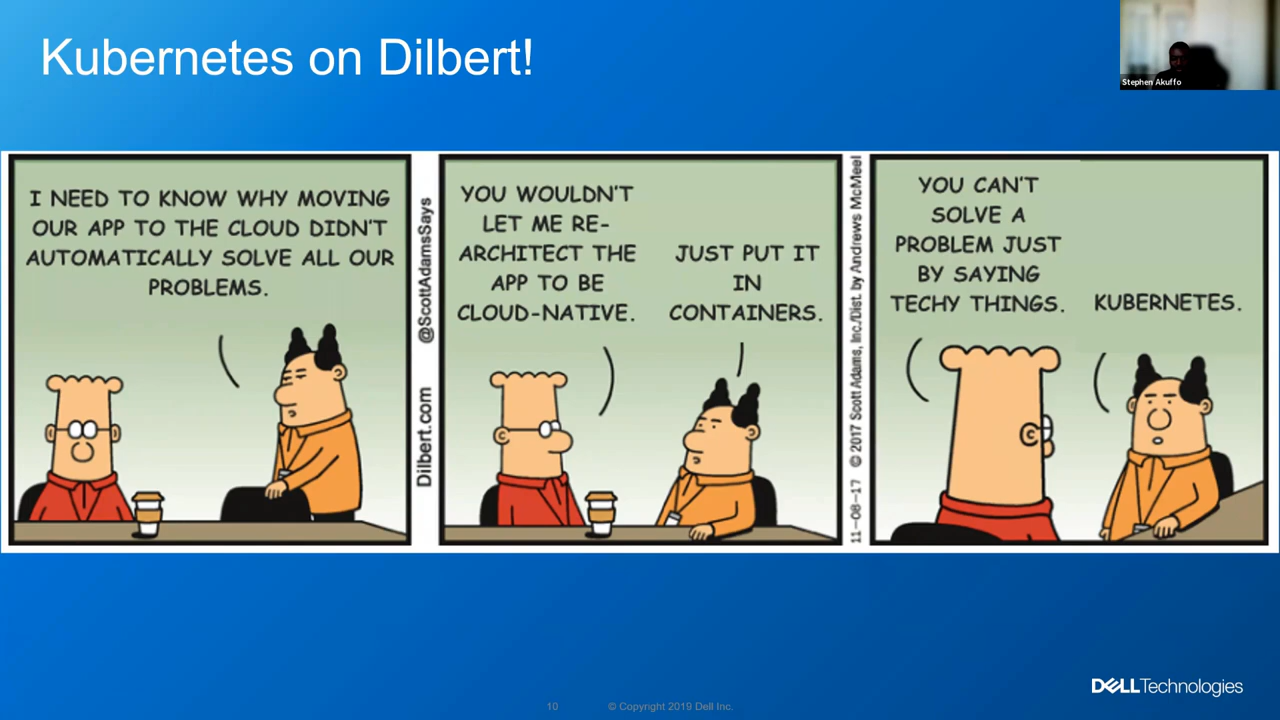 Kubernetes on Dilbert!
Stephen Akuffo
I NEED TO KNOW WHY MOVING
OUR APP TO THE CLOUD DIDN'T
AUTOMATICALLY SOLVE ALL OUR
PROBLEMS.
Dilbert.com @ScottAdamsSays
YOU WOULDN'T
LET ME RE-
ARCHITECT THE
APP TO BE
CLOUD-NATIVE.
JUST PUT IT
IN
CONTAINERS.
11-08-17 © 2017 Scott Adams, Inc./Dist. by Andrews McMeel
YOU CAN'T
SOLVE A
PROBLEM JUST
BY SAYING
TECHY THINGS.
KUBERNETES.
DELLTechnologies
10 © Copyright 2019 Dell Inc.